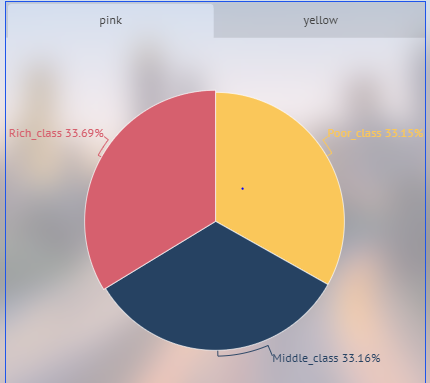 pink
yellow
Rich_class 33.69%
Poor_class 33.15%
Middle_class 33.16%